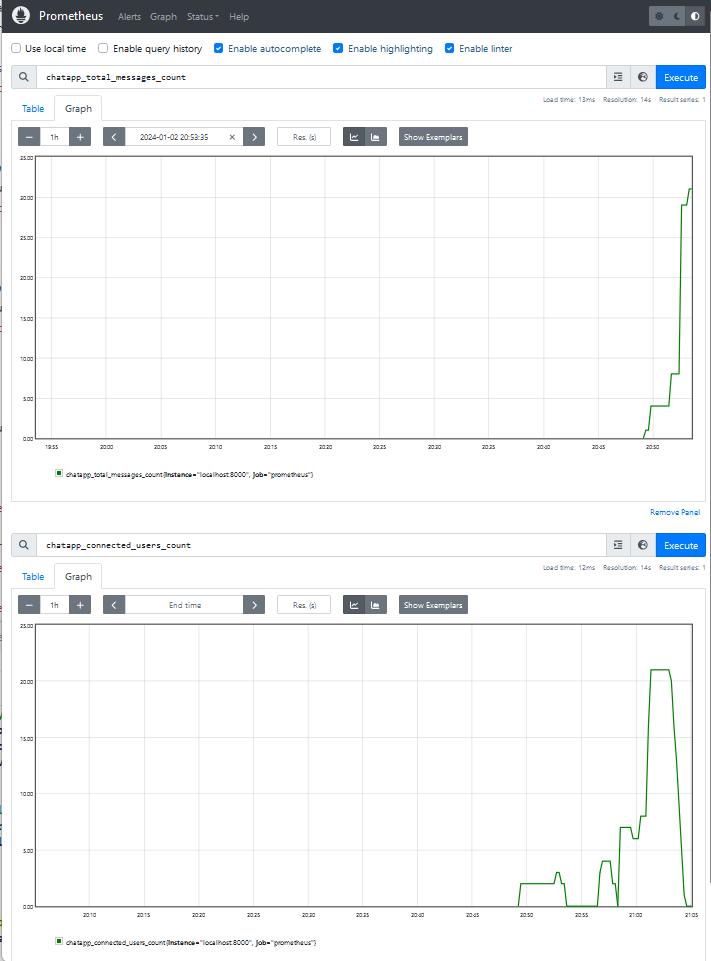 Prometheus Alerts Graph Status Help
Use local time Enable query history Enable autocomplete Enable highlighting Enable linter
chatapp_total_messages_count Execute
Load time: 13ms Resolution: 14s Result series: 1
Table Graph
− 1h + 2024-01-02 20:53:35 × Res. (s) Show Exemplars
25.00
25.00
20.00
20.00
15.00
10.00
5.00
0.00
19:55 20:00 20:05 20:10 20:15 20:20 20:25 20:30 20:35 20:40 20:45 20:50
chatapp_total_messages_count{instance="localhost:8000", job="prometheus"}
Remove Panel
chatapp_connected_users_count Execute
Load time: 12ms Resolution: 14s Result series: 1
Table Graph
− 1h + End time Res. (s) Show Exemplars
25.00
20.00
15.00
10.00
5.00
0.00
20:10 20:15 20:20 20:25 20:30 20:35 20:40 20:45 20:50 20:55 21:00 21:05
chatapp_connected_users_count{instance="localhost:8000", job="prometheus"}